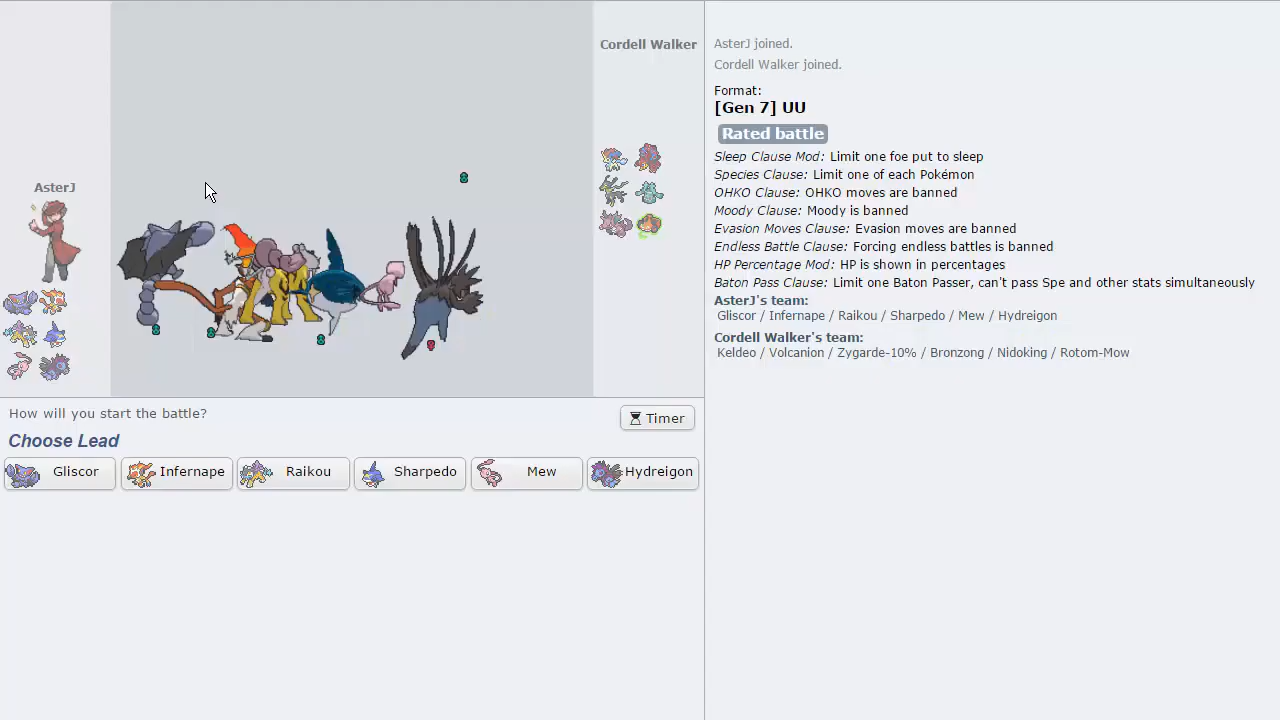 Cordell Walker
AsterJ
AsterJ joined.
Cordell Walker joined.
Format:
[Gen 7] UU
Rated battle
Sleep Clause Mod: Limit one foe put to sleep
Species Clause: Limit one of each Pokémon
OHKO Clause: OHKO moves are banned
Moody Clause: Moody is banned
Evasion Moves Clause: Evasion moves are banned
Endless Battle Clause: Forcing endless battles is banned
HP Percentage Mod: HP is shown in percentages
Baton Pass Clause: Limit one Baton Passer, can't pass Spe and other stats simultaneously
AsterJ's team:
Gliscor / Infernape / Raikou / Sharpedo / Mew / Hydreigon
Cordell Walker's team:
Keldeo / Volcanion / Zygarde-10% / Bronzong / Nidoking / Rotom-Mow
How will you start the battle?
Timer
Choose Lead
Gliscor Infernape Raikou Sharpedo Mew Hydreigon